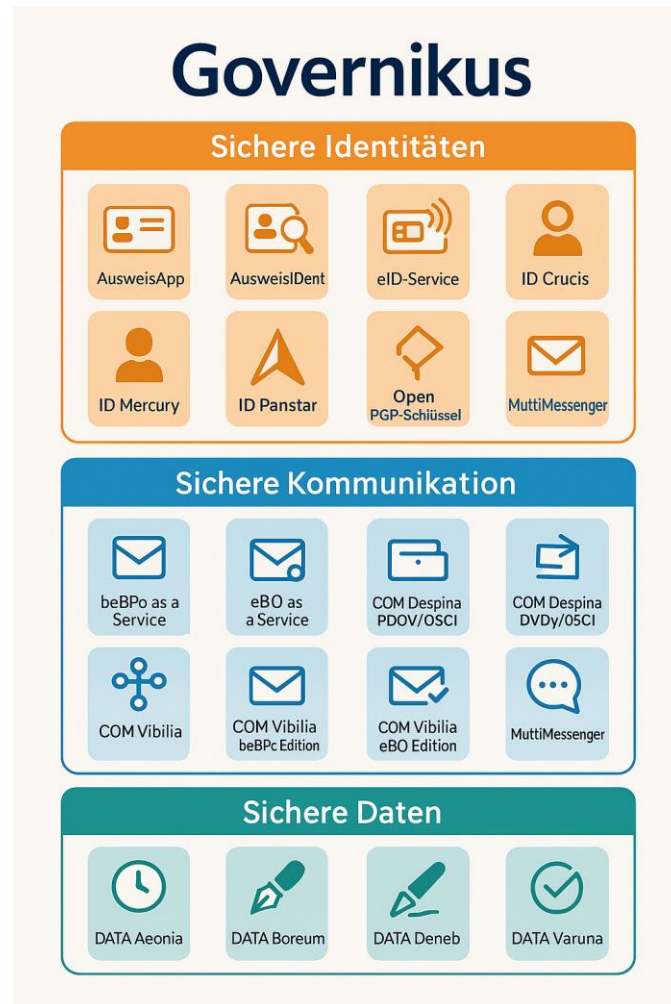 Governikus
Sichere Identitäten
AusweisApp
AusweisIDent
eID-Service
ID Crucis
ID Mercury
ID Panstar
Open
PGP-Schiüssel
MuttiMessenger
Sichere Kommunikation
beBPo as a
Service
eBO as
a Service
COM Despina
PDOV/OSCI
COM Despina
DVDy/05CI
COM Vibilia
COM Vibilia
beBPc Edition
COM Vibilia
eBO Edition
MuttiMessenger
Sichere Daten
DATA Aeonia
DATA Boreum
DATA Deneb
DATA Varuna